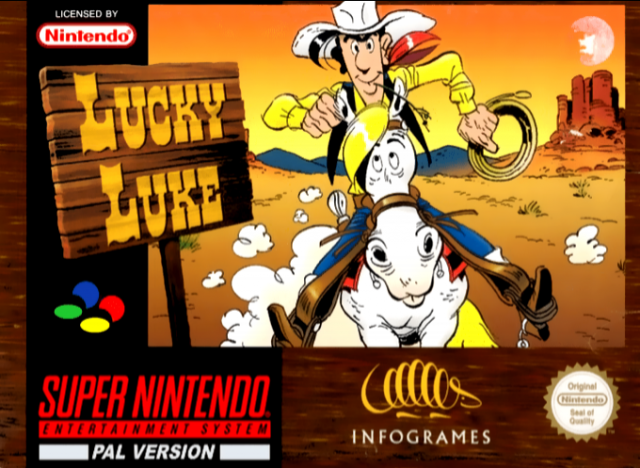 LICENSED BY
Nintendo
LUCKY
LUKE
SUPER NINTENDO
ENTERTAINMENT SYSTEM
PAL VERSION
INFOGRAMES
Original
Nintendo
Seal of
Quality